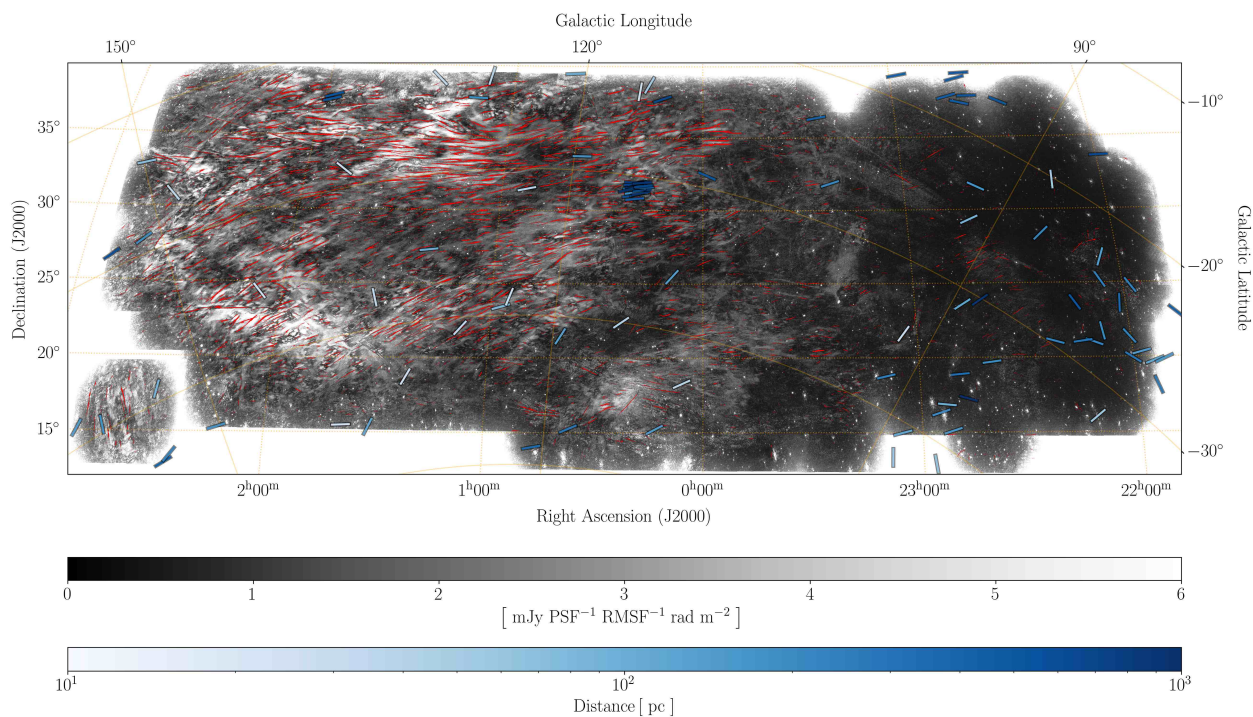 Galactic Longitude
150° 120° 90°
35°
30°
25°
20°
15°
Declination (J2000)
−10°
−20°
−30°
Galactic Latitude
2ʰ00ᵐ 1ʰ00ᵐ 0ʰ00ᵐ 23ʰ00ᵐ 22ʰ00ᵐ
Right Ascension (J2000)
0 1 2 3 4 5 6
[ mJy PSF⁻¹ RMSF⁻¹ rad m⁻² ]
10¹ 10² 10³
Distance [ pc ]